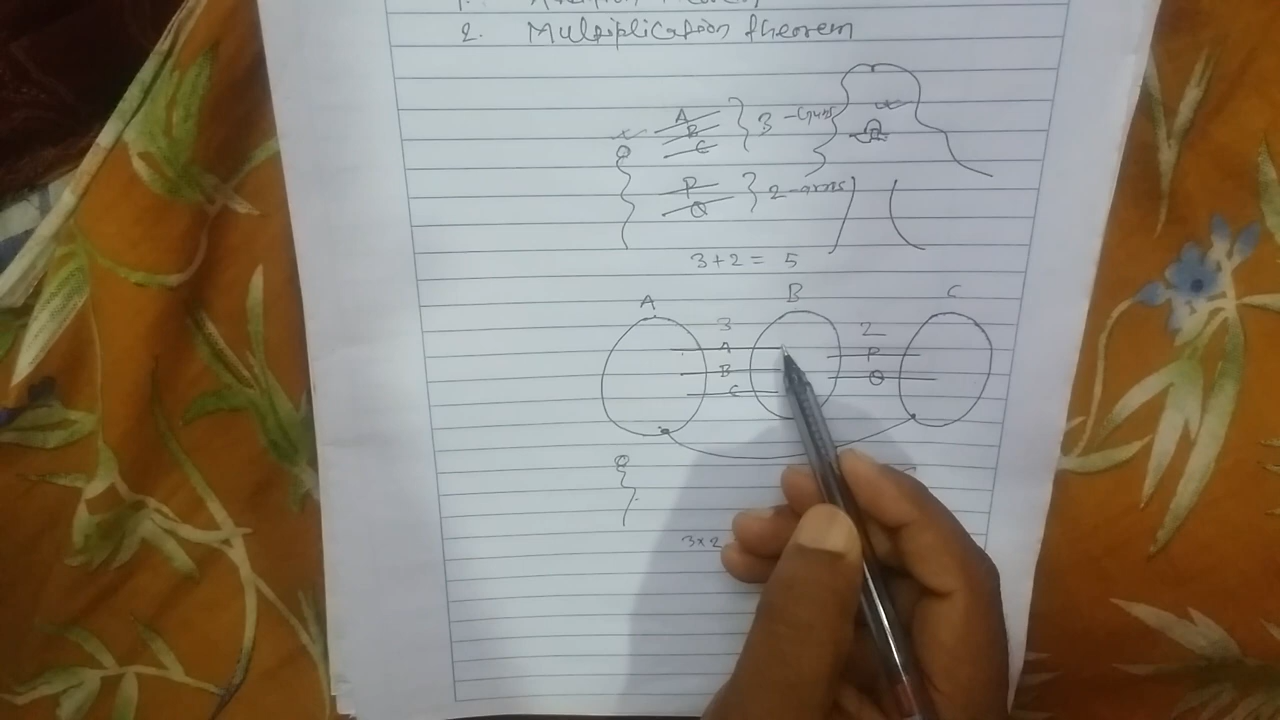 2. Multiplication theorem
A
B
C
3 -
P
Q
2 -
3+2 = 5
A B C
3 2
A P
B Q
C
3×2